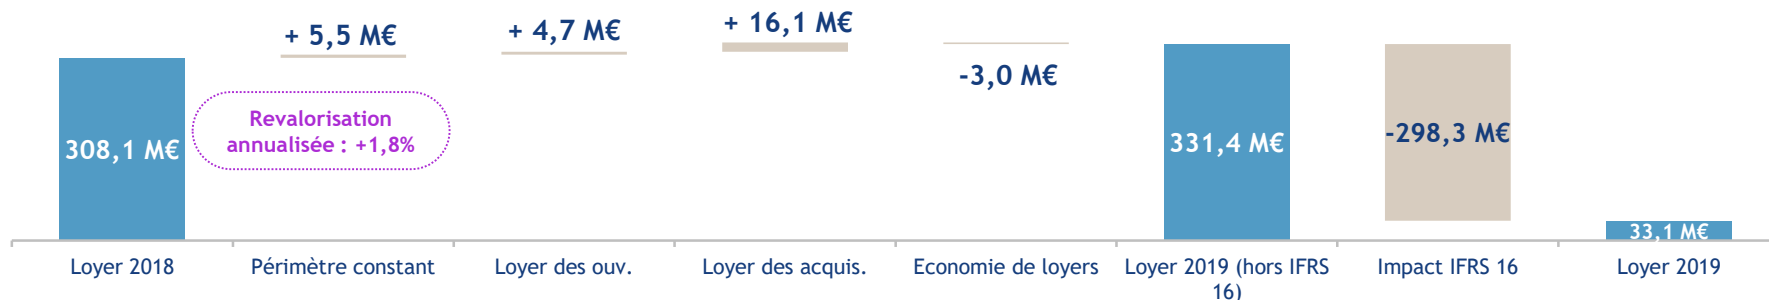 + 5,5 M€
+ 4,7 M€
+ 16,1 M€
-3,0 M€
Revalorisation
annualisée : +1,8%
308,1 M€
331,4 M€
-298,3 M€
33,1 M€
Loyer 2018
Périmètre constant
Loyer des ouv.
Loyer des acquis.
Economie de loyers
Loyer 2019 (hors IFRS
16)
Impact IFRS 16
Loyer 2019